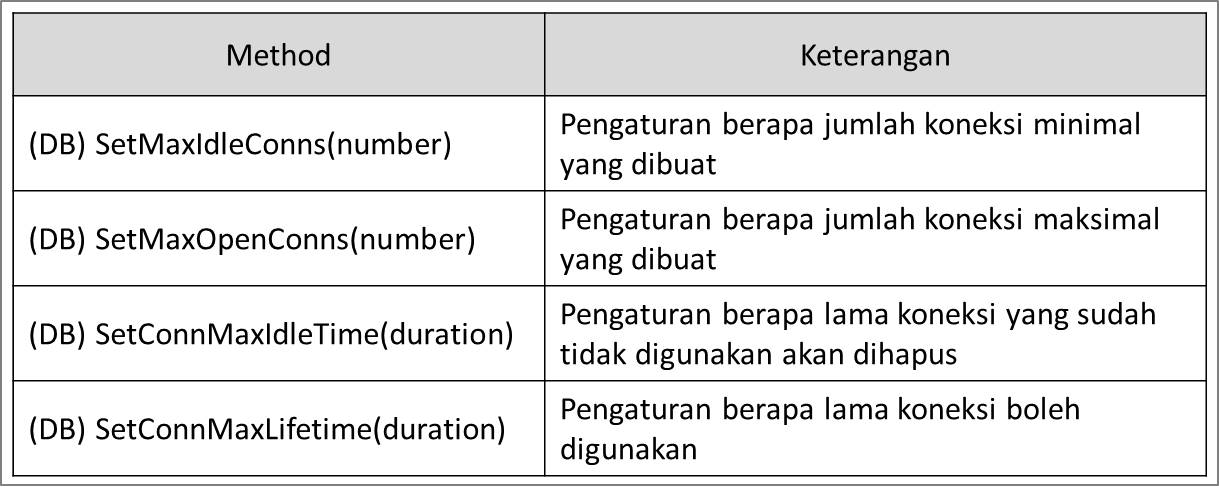 Method
Keterangan
(DB) SetMaxIdleConns(number)
Pengaturan berapa jumlah koneksi minimal
yang dibuat
(DB) SetMaxOpenConns(number)
Pengaturan berapa jumlah koneksi maksimal
yang dibuat
(DB) SetConnMaxIdleTime(duration)
Pengaturan berapa lama koneksi yang sudah
tidak digunakan akan dihapus
(DB) SetConnMaxLifetime(duration)
Pengaturan berapa lama koneksi boleh
digunakan